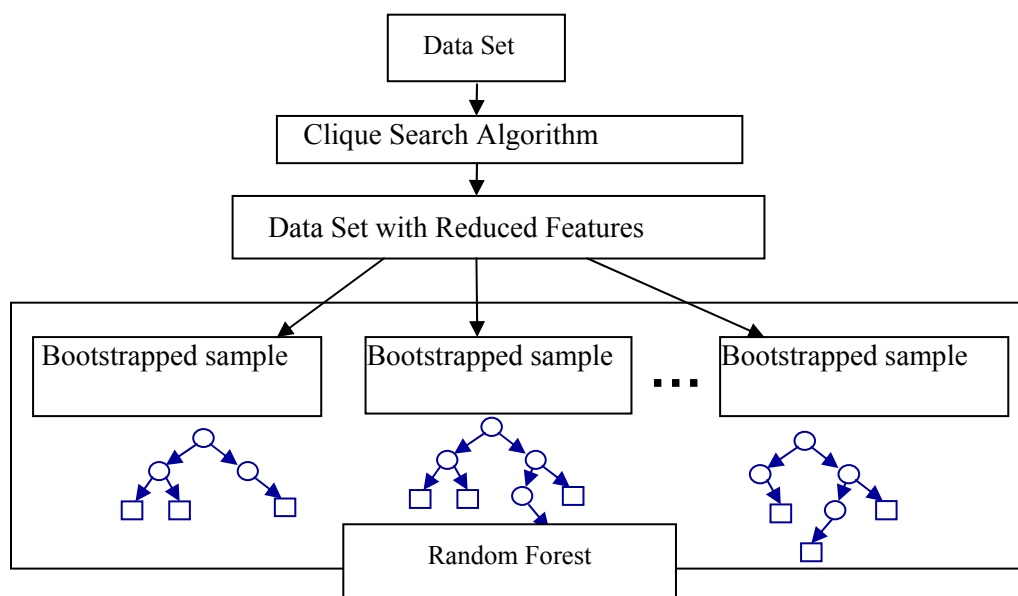 Data Set
Clique Search Algorithm
Data Set with Reduced Features
Bootstrapped sample
Bootstrapped sample
...
Bootstrapped sample
Random Forest